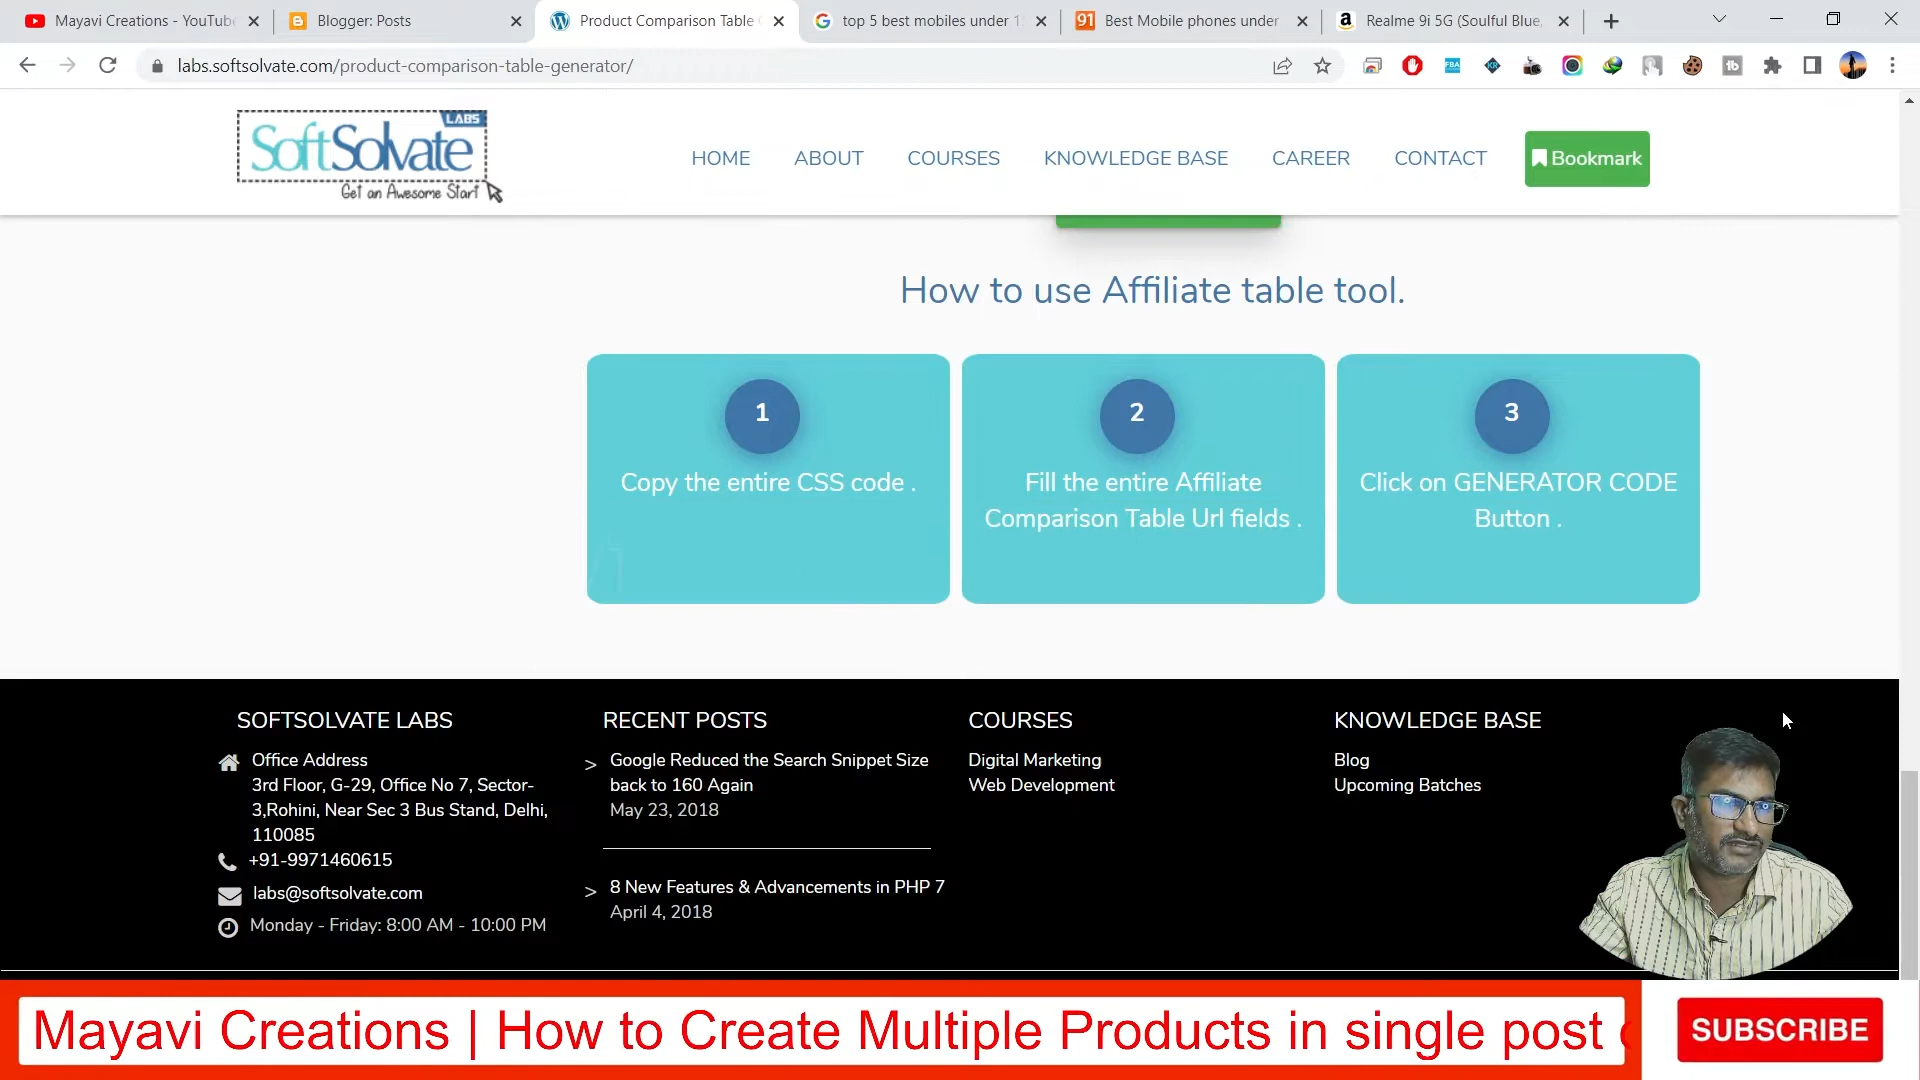 Mayavi Creations - YouTube
Blogger: Posts
Product Comparison Table
top 5 best mobiles under
Best Mobile phones under
Realme 9i 5G (Soulful Blue,
labs.softsolvate.com/product-comparison-table-generator/
LABS
SoftSolvate
Get an Awesome Start
HOME
ABOUT
COURSES
KNOWLEDGE BASE
CAREER
CONTACT
Bookmark
How to use Affiliate table tool.
1
Copy the entire CSS code .
2
Fill the entire Affiliate
Comparison Table Url fields .
3
Click on GENERATOR CODE
Button .
SOFTSOLVATE LABS
Office Address
3rd Floor, G-29, Office No 7, Sector-
3,Rohini, Near Sec 3 Bus Stand, Delhi,
110085
+91-9971460615
labs@softsolvate.com
Monday - Friday: 8:00 AM - 10:00 PM
RECENT POSTS
> Google Reduced the Search Snippet Size
back to 160 Again
May 23, 2018
> 8 New Features & Advancements in PHP 7
April 4, 2018
COURSES
Digital Marketing
Web Development
KNOWLEDGE BASE
Blog
Upcoming Batches
Mayavi Creations | How to Create Multiple Products in single post
SUBSCRIBE